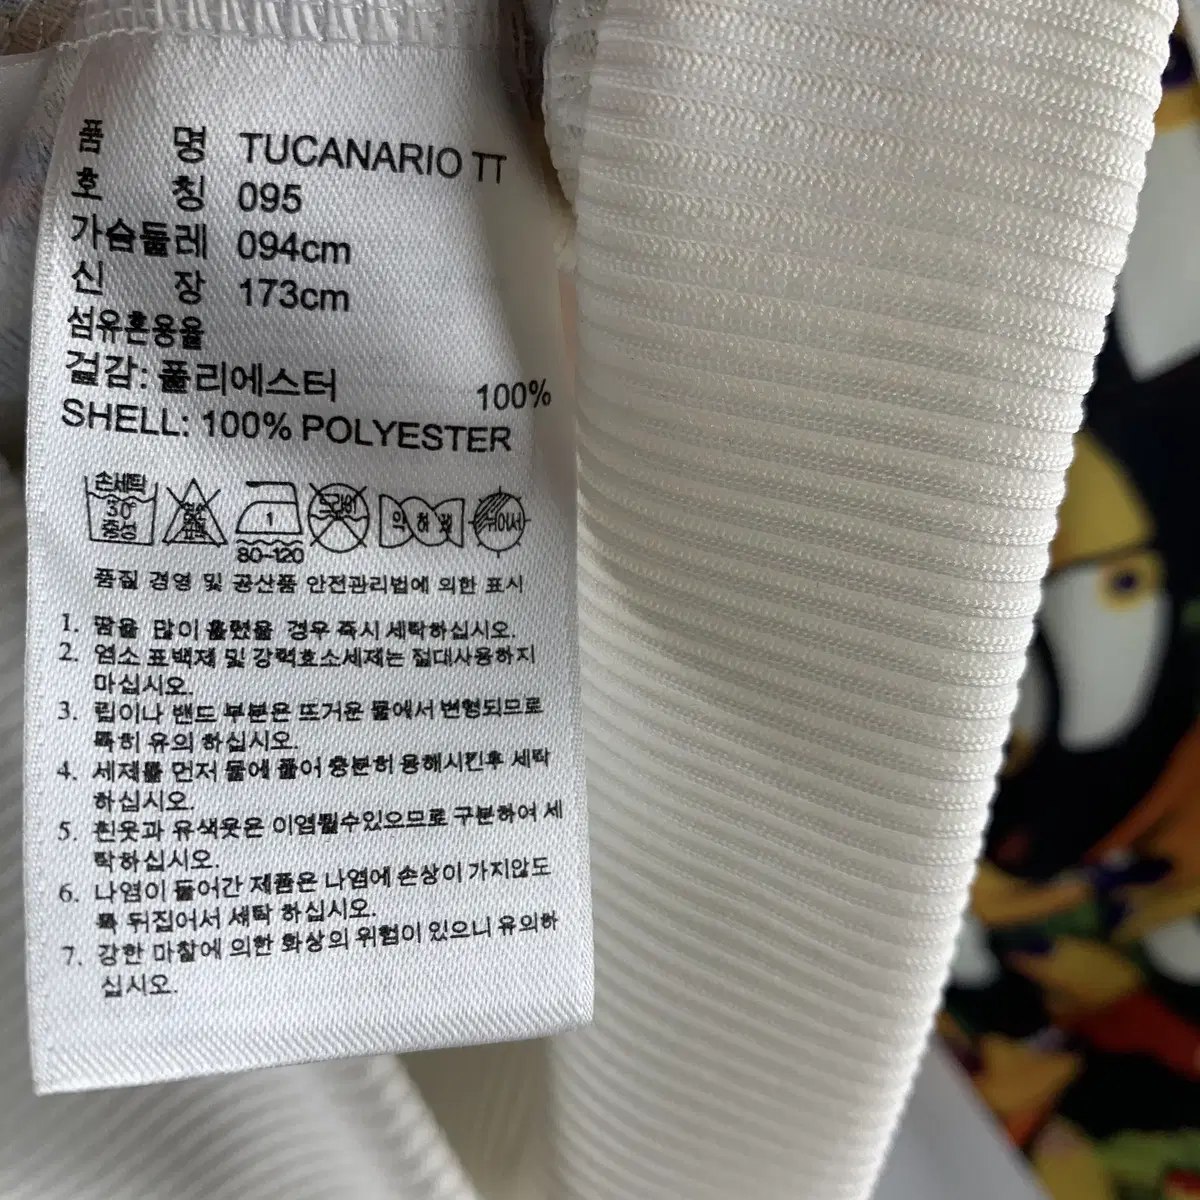 품 명 TUCANARIO TT
호 칭 095
가슴둘레 094cm
신 장 173cm
섬유혼용율
겉감: 폴리에스터 100%
SHELL: 100% POLYESTER
손세탁 30° 중성
1 80~120
드라이
약하게
뉘어서
품질 경영 및 공산품 안전관리법에 의한 표시
1. 땀을 많이 흘렸을 경우 즉시 세탁하십시오.
2. 염소 표백제 및 강력효소세제는 절대사용하지
마십시오.
3. 립이나 밴드 부분은 뜨거운 물에서 변형되므로
특히 유의 하십시오.
4. 세제를 먼저 물에 풀어 충분히 용해시킨후 세탁
하십시오.
5. 흰옷과 유색옷은 이염될수있으므로 구분하여 세
탁하십시오.
6. 나염이 들어간 제품은 나염에 손상이 가지않도
록 뒤집어서 세탁 하십시오.
7. 강한 마찰에 의한 화상의 위험이 있으니 유의하
십시오.